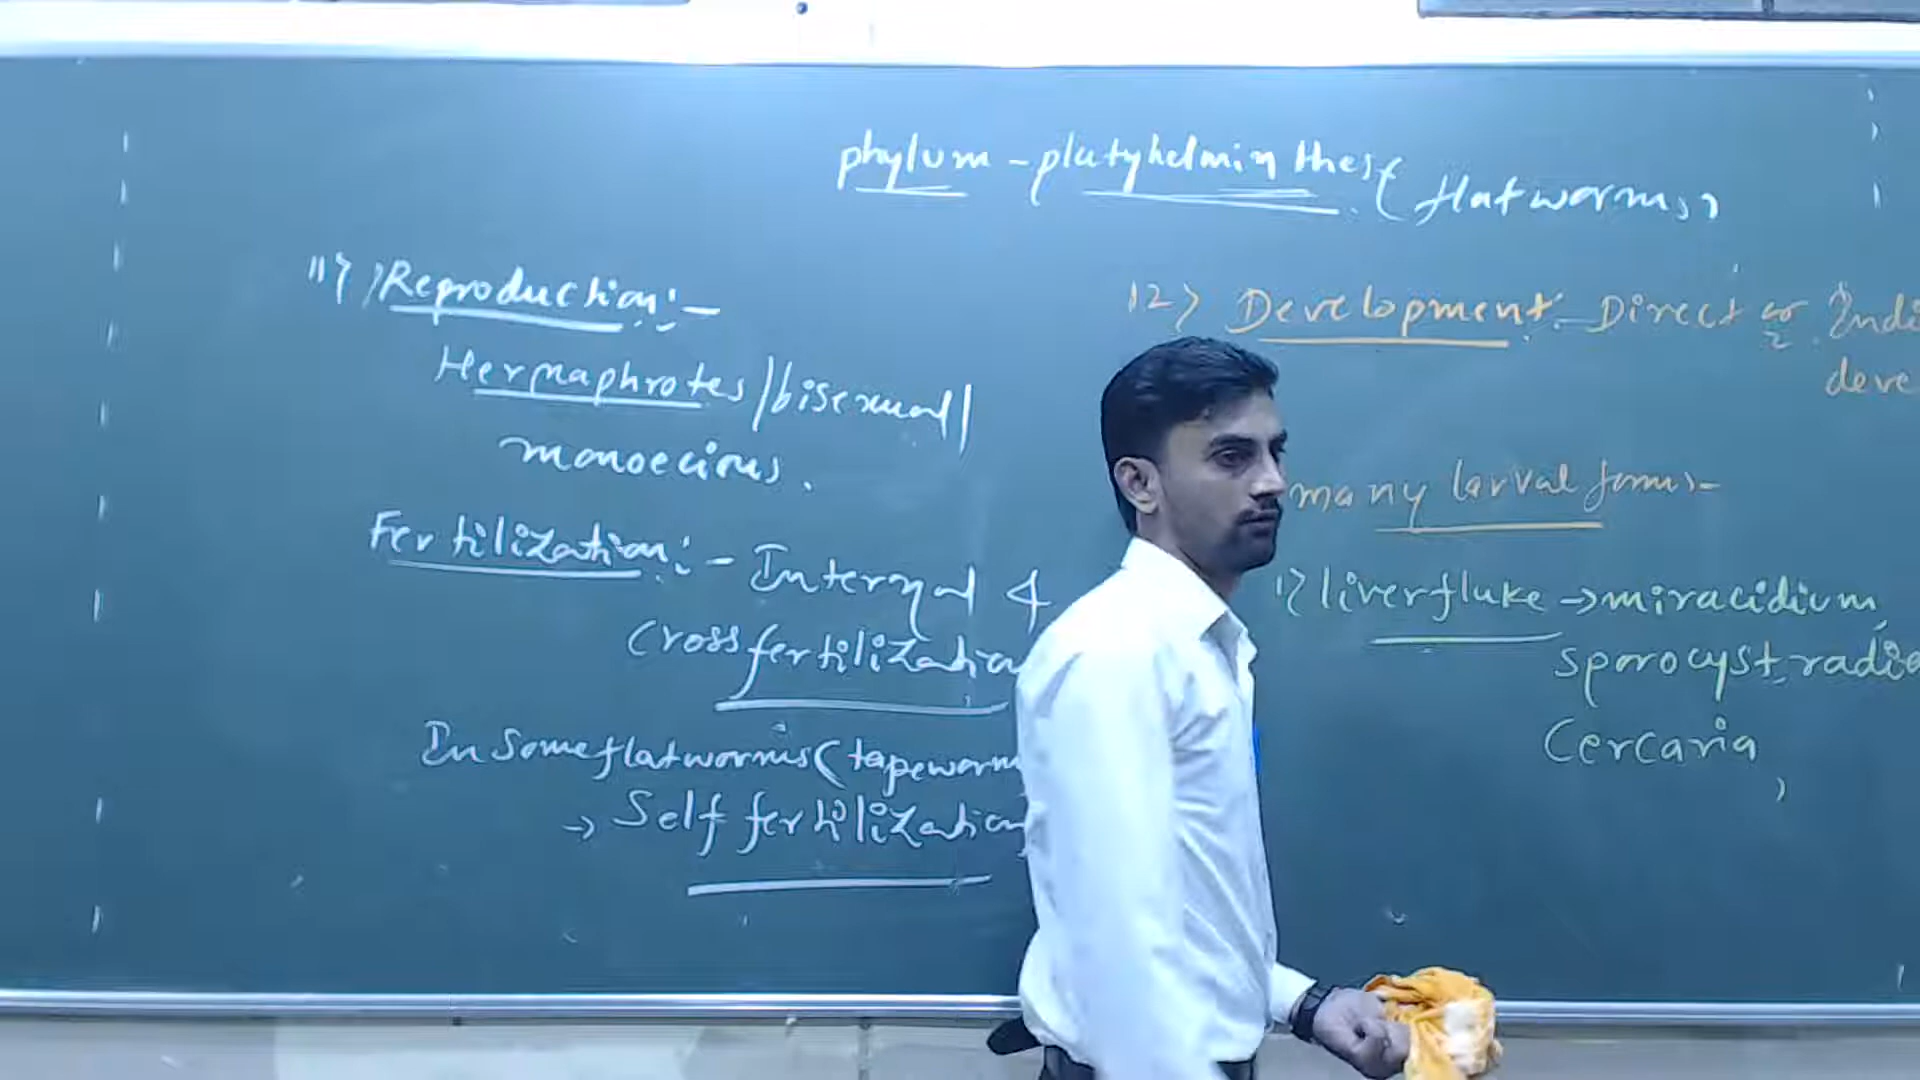 phylum - platyhelminthes (flatworms)
11) Reproduction:-
Hermaphrotes/bisexual/
monoecious.
Fertilization:- Internal &
Cross fertilization
In Some flatworms (tapeworm
→ Self fertilization
12) Development:- Direct or Indi
deve
many larval forms-
1) liverfluke → miracidium,
sporocyst, radia
Cercaria,